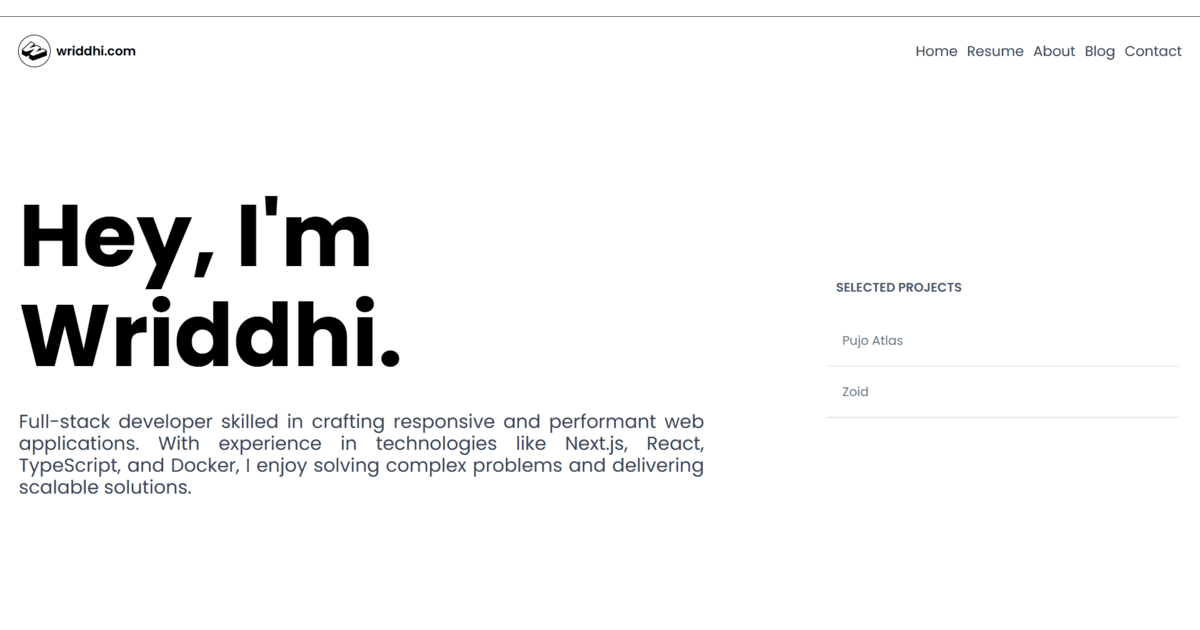 wriddhi.com
Home Resume About Blog Contact
Hey, I'm
Wriddhi.
Full-stack developer skilled in crafting responsive and performant web
applications. With experience in technologies like Next.js, React,
TypeScript, and Docker, I enjoy solving complex problems and delivering
scalable solutions.
SELECTED PROJECTS
Pujo Atlas
Zoid